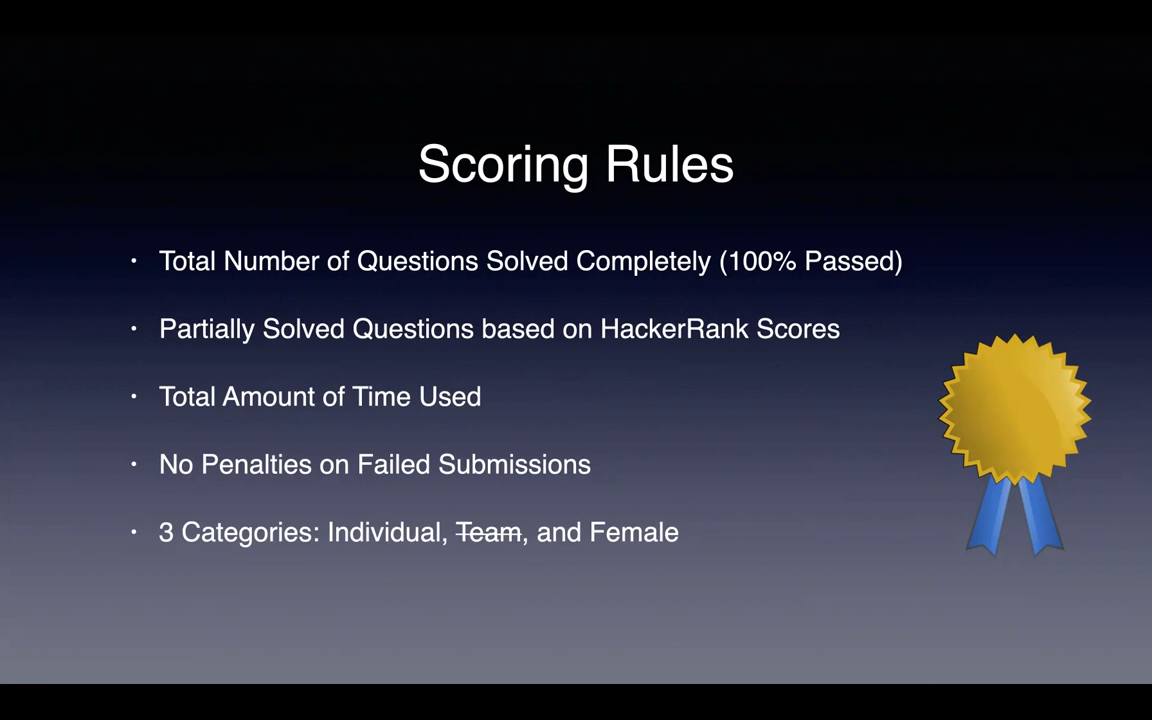 Scoring Rules
• Total Number of Questions Solved Completely (100% Passed)
• Partially Solved Questions based on HackerRank Scores
• Total Amount of Time Used
• No Penalties on Failed Submissions
• 3 Categories: Individual, Team, and Female